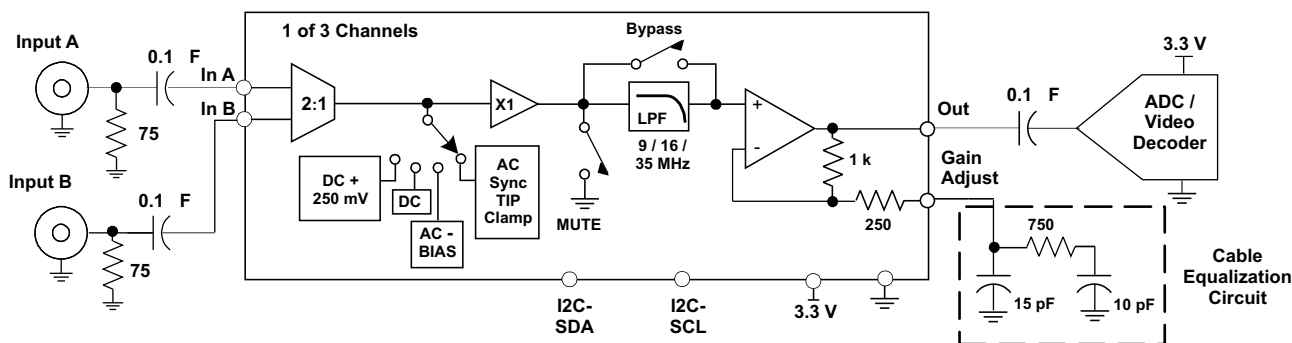 1 of 3 Channels
Bypass
Input A
0.1 F
In A
In B
75
2:1
X1
LPF
9 / 16 /
35 MHz
+
-
Out
0.1 F
3.3 V
ADC /
Video
Decoder
1 k
Gain
Adjust
250
DC +
250 mV
DC
AC -
BIAS
AC
Sync
TIP
Clamp
MUTE
Input B
0.1 F
75
750
15 pF
10 pF
Cable
Equalization
Circuit
I2C-
SDA
I2C-
SCL
3.3 V